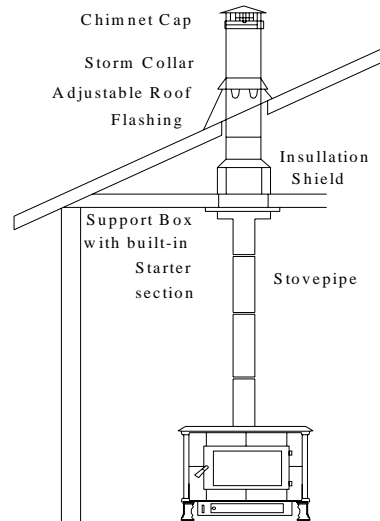 Chimnet Cap
Storm Collar
Adjustable Roof
Flashing
Insullation
Shield
Support Box
with built-in
Starter
section
Stovepipe